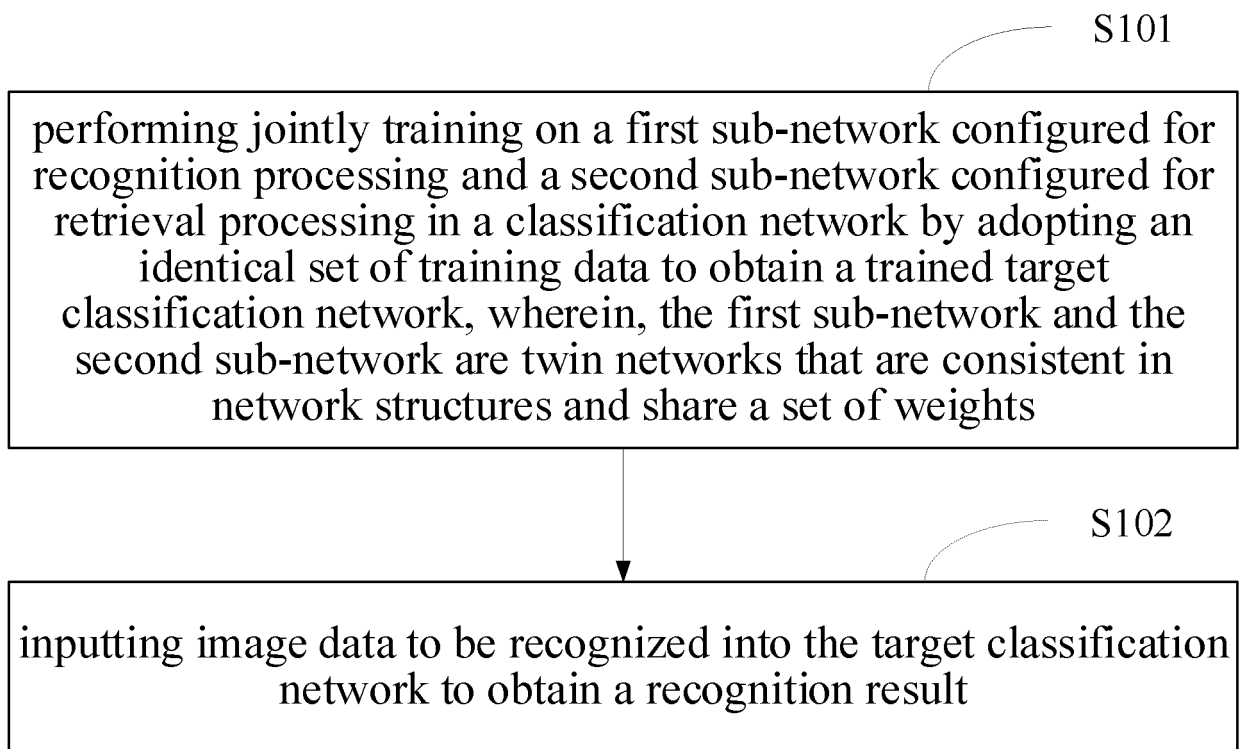 S101
performing jointly training on a first sub-network configured for
recognition processing and a second sub-network configured for
retrieval processing in a classification network by adopting an
identical set of training data to obtain a trained target
classification network, wherein, the first sub-network and the
second sub-network are twin networks that are consistent in
network structures and share a set of weights
S102
inputting image data to be recognized into the target classification
network to obtain a recognition result